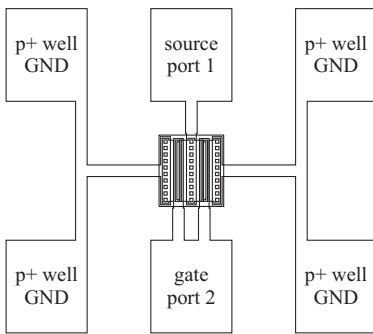 p+ well
GND
source
port 1
p+ well
GND
p+ well
GND
gate
port 2
p+ well
GND